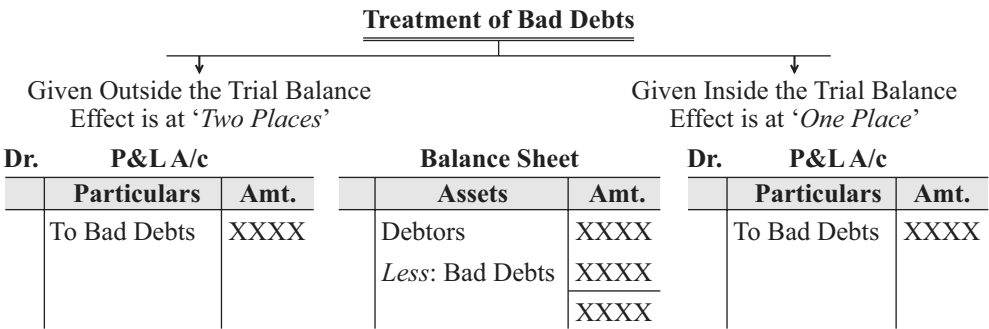 Treatment of Bad Debts
Given Outside the Trial Balance
Effect is at ‘Two Places’
Given Inside the Trial Balance
Effect is at ‘One Place’
Dr. P&L A/c
Particulars Amt.
To Bad Debts XXXX
Balance Sheet
Assets Amt.
Debtors XXXX
Less: Bad Debts XXXX
XXXX
Dr. P&L A/c
Particulars Amt.
To Bad Debts XXXX